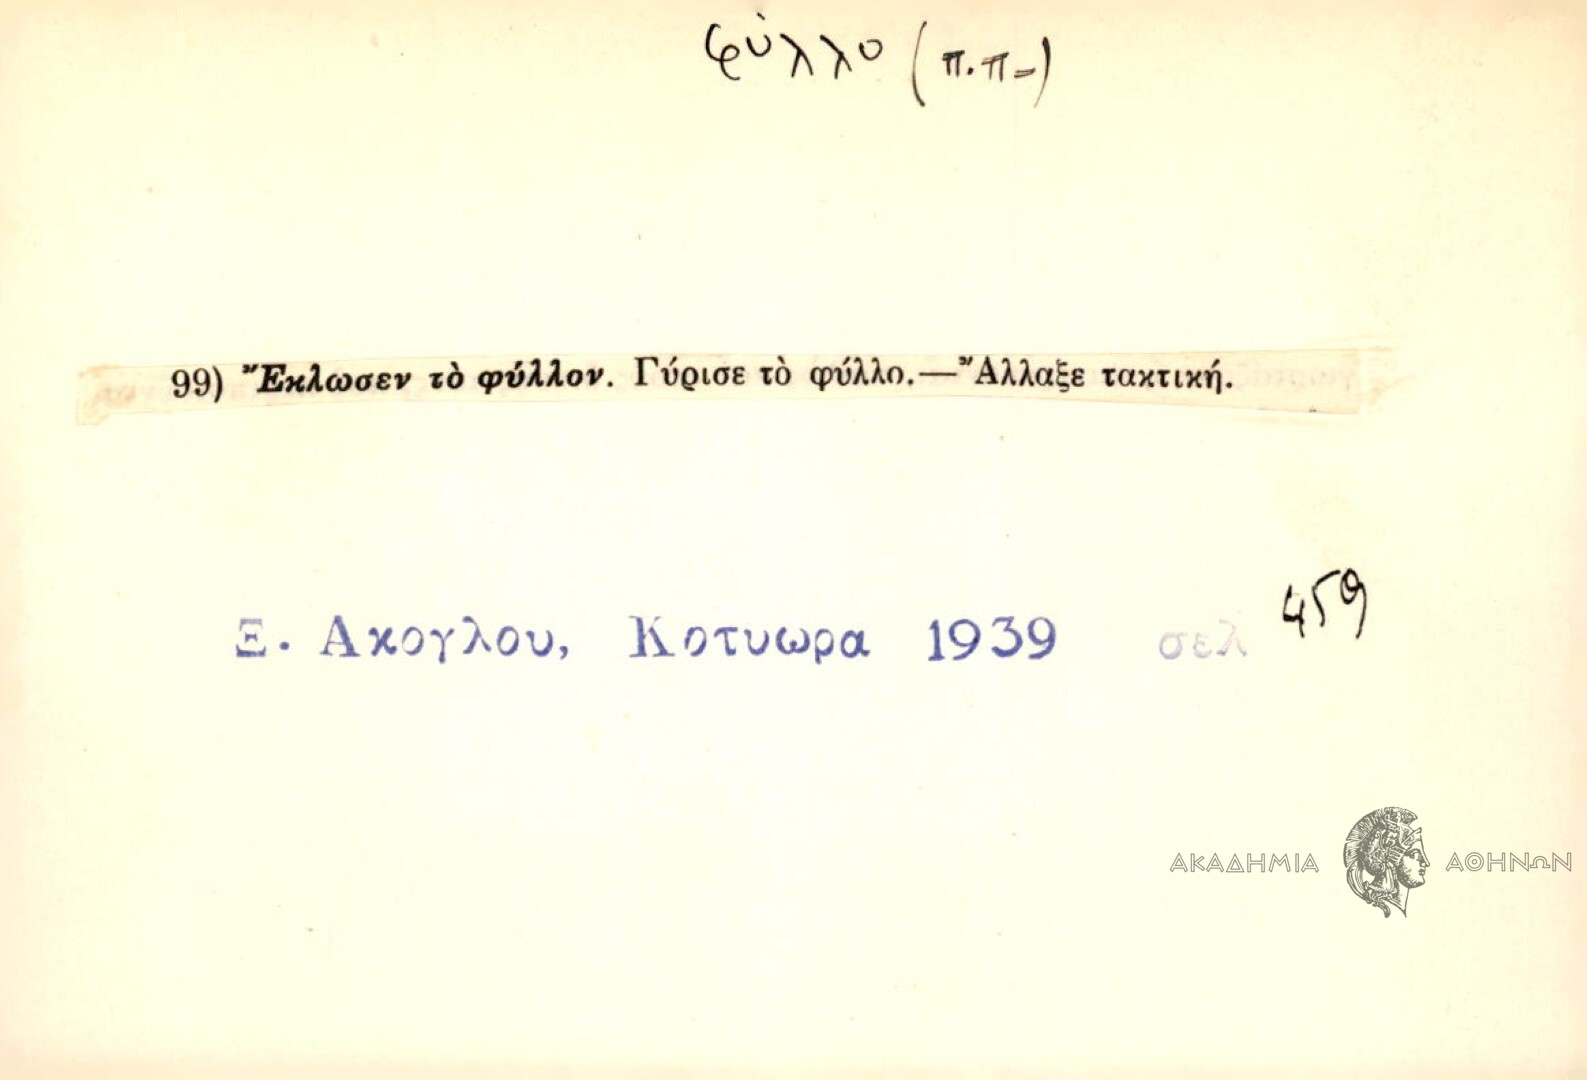 φύλλο (π.π=)
99) Ἔκλωσεν τὸ φύλλον. Γύρισε τὸ φύλλο.—Ἄλλαξε τακτική.
Ξ. Ακογλου, Κοτυωρα 1939 σελ 459
ΑΚΑΔΗΜΙΑ ΑΘΗΝΩΝ